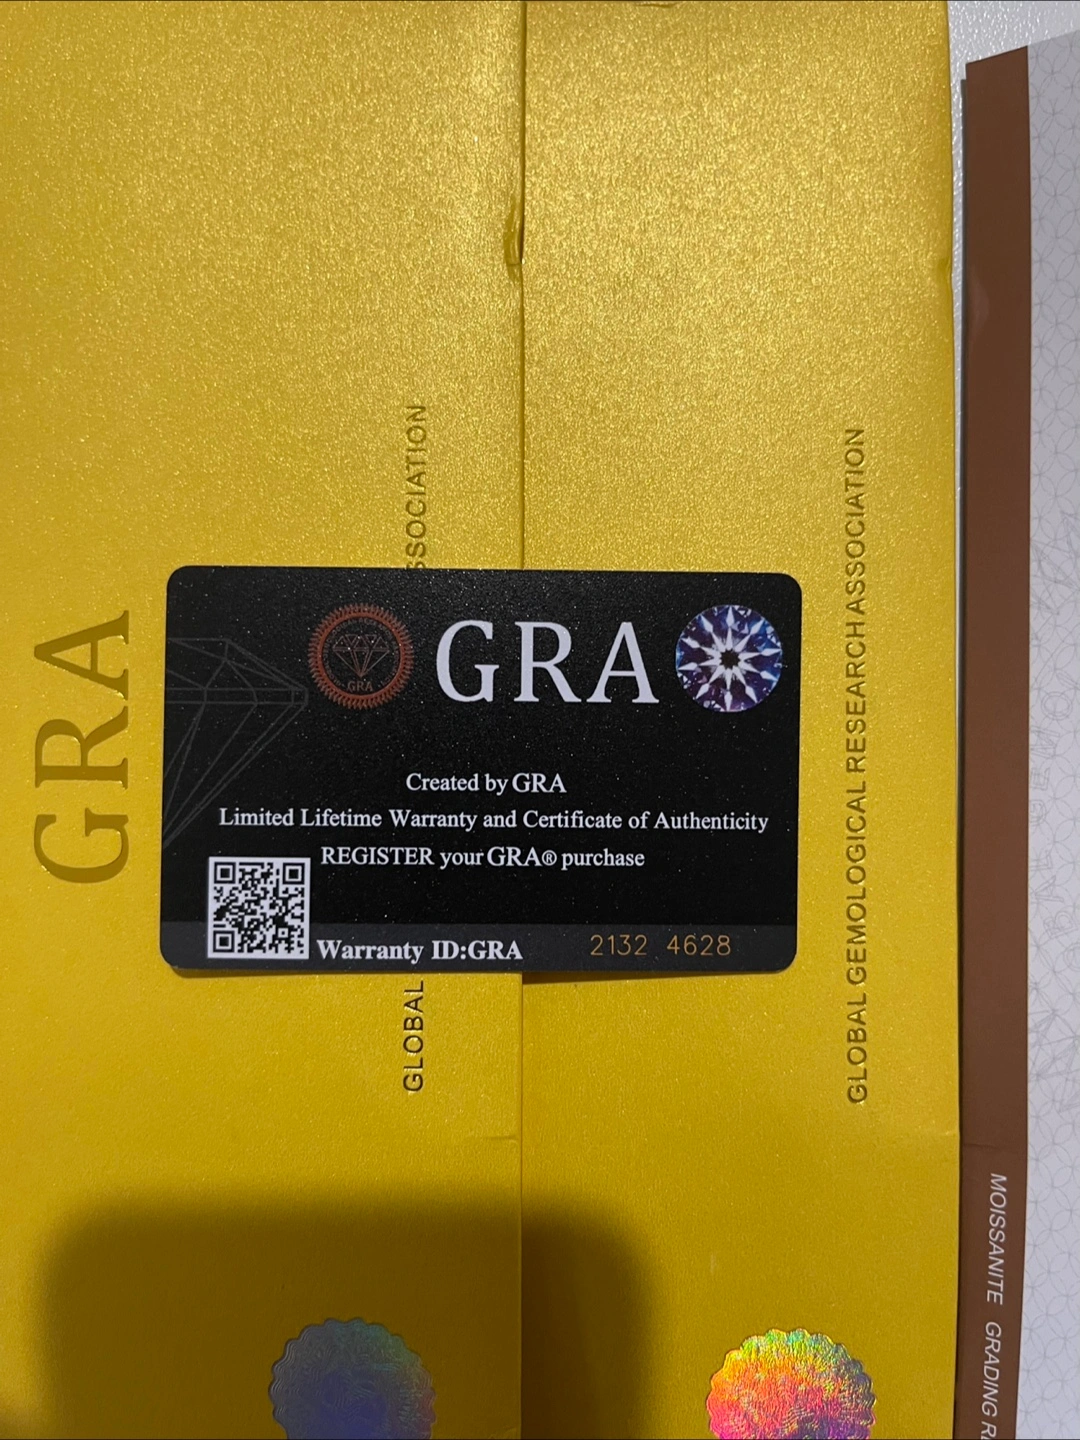 GRA
GRA
Created by GRA
Limited Lifetime Warranty and Certificate of Authenticity
REGISTER your GRA® purchase
Warranty ID:GRA 2132 4628
GRA
GLOBAL
SSOCIATION
GLOBAL GEMOLOGICAL RESEARCH ASSOCIATION
MOISSANITE GRADING